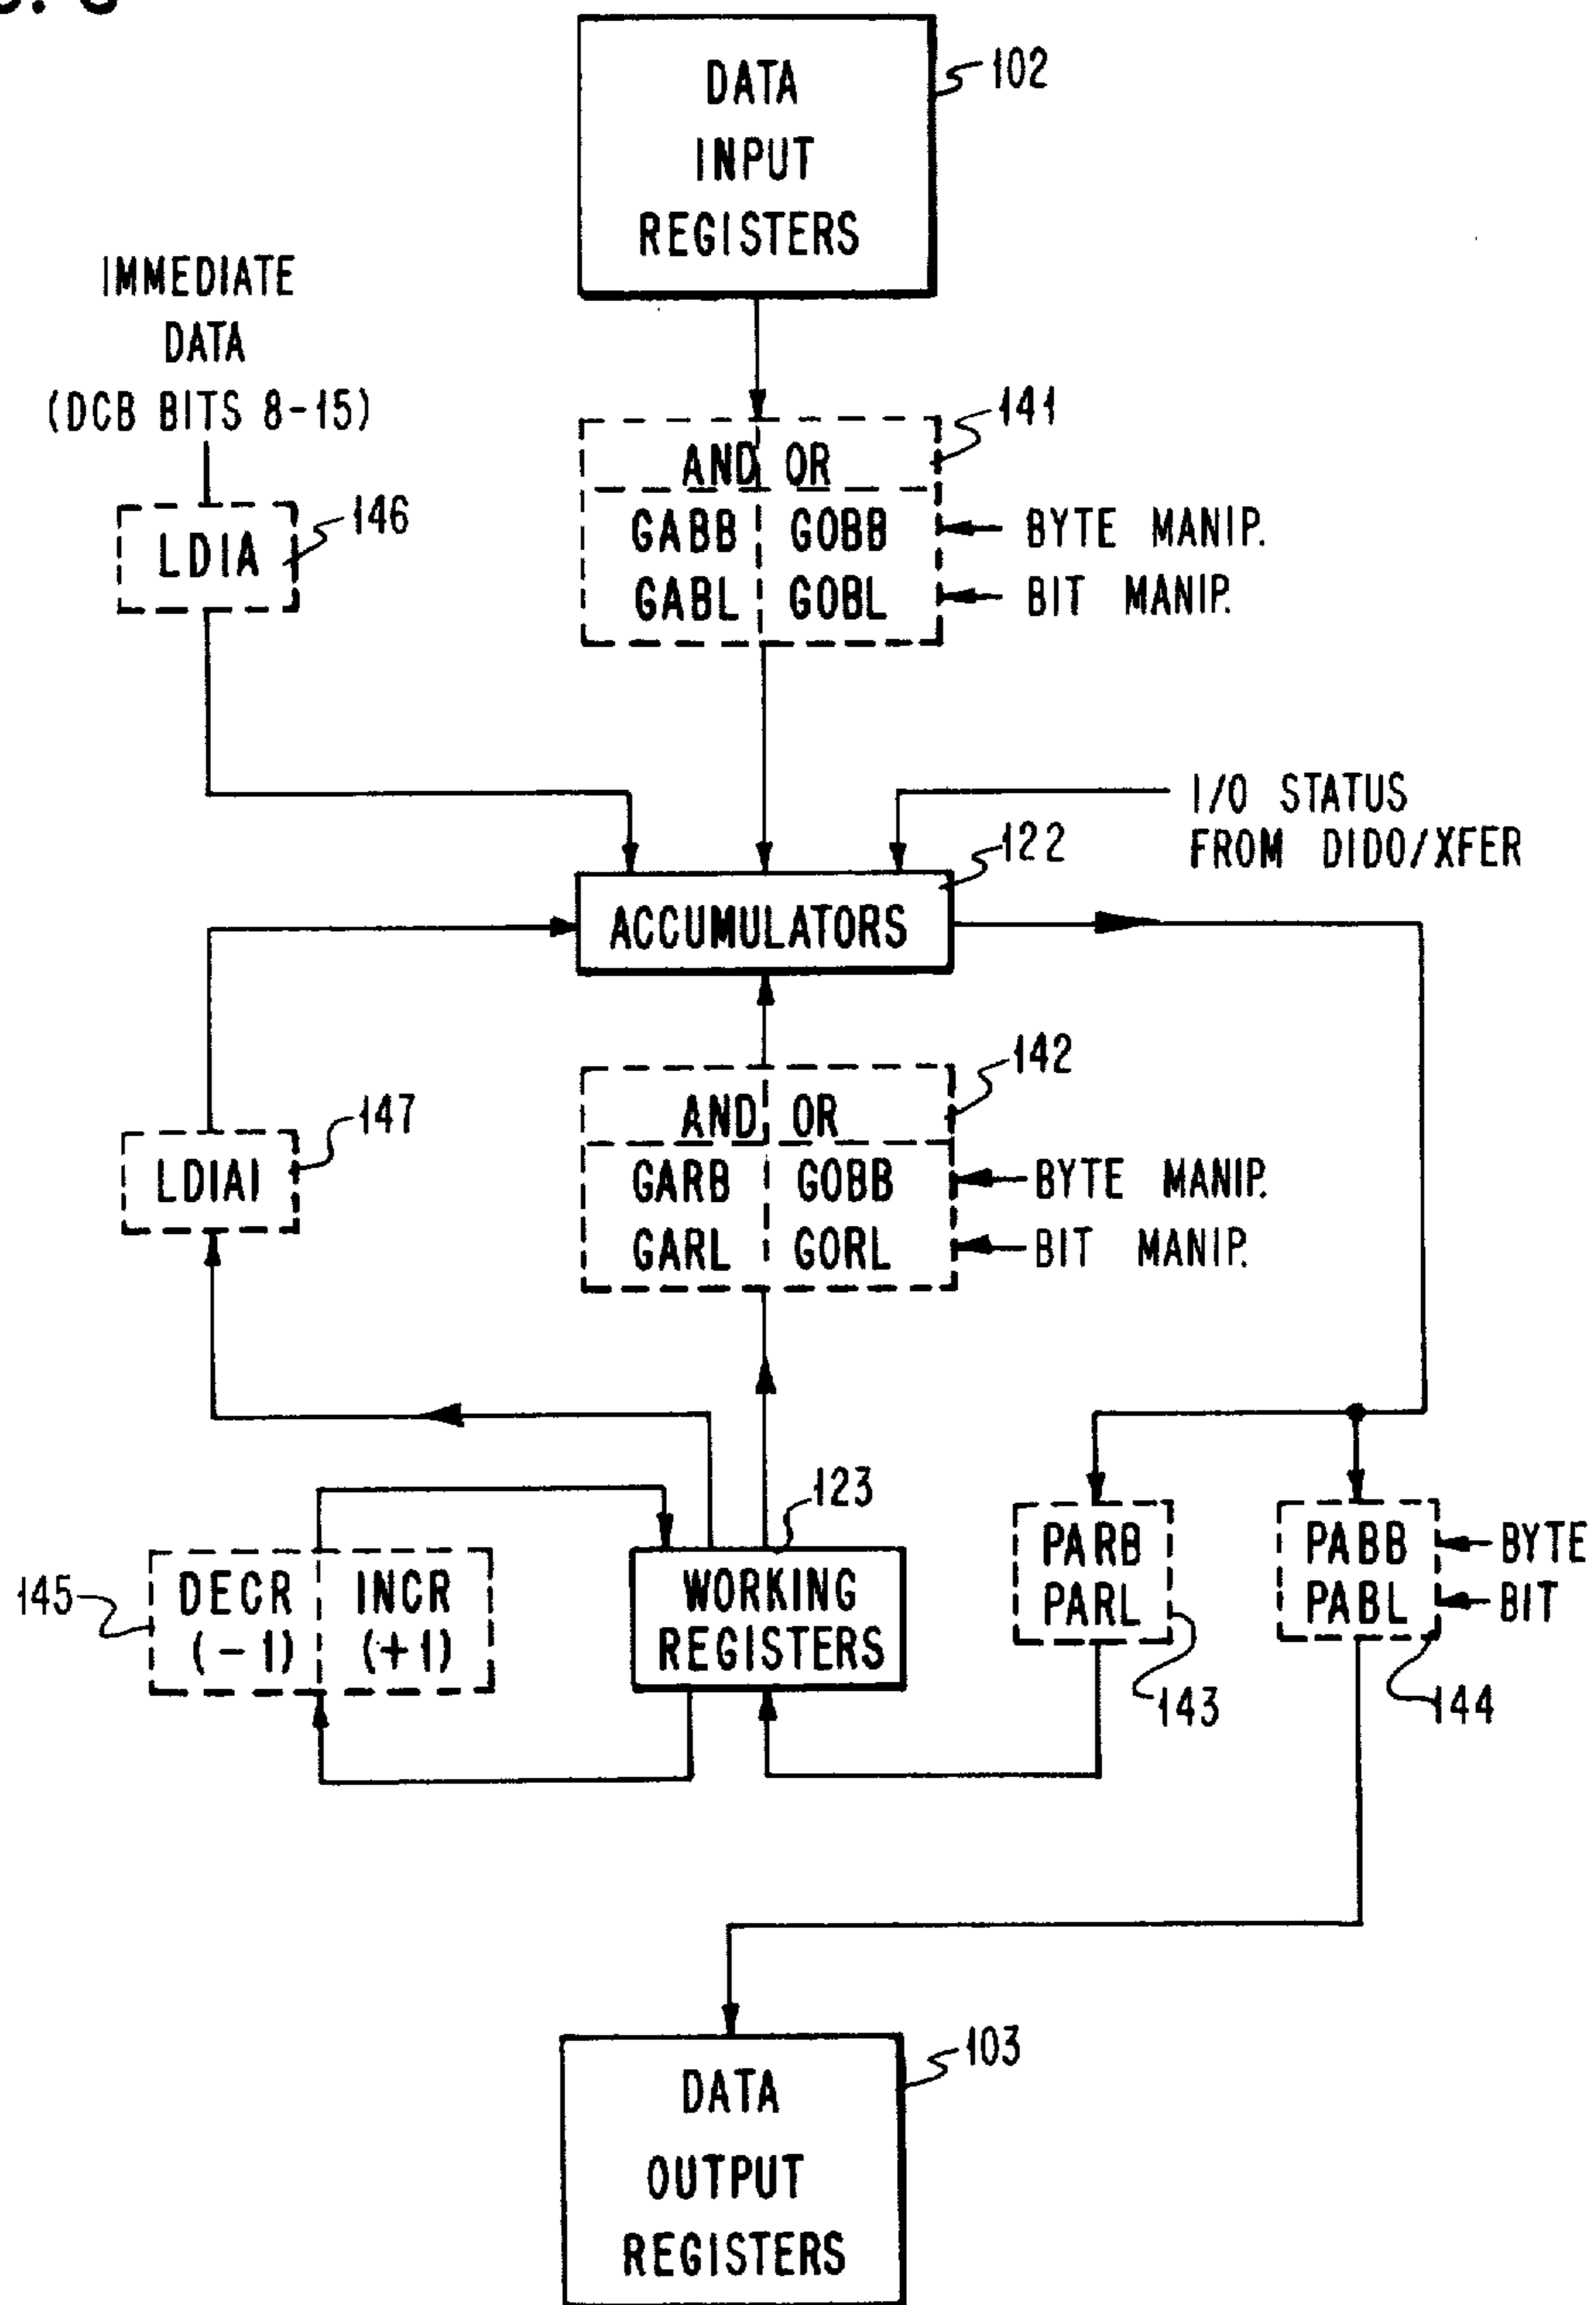 DATA
INPUT
REGISTERS
102
IMMEDIATE
DATA
(DCB BITS 8-15)
LDIA
146
AND OR
141
GABB GOBB
BYTE MANIP.
GABL GOBL
BIT MANIP.
I/O STATUS
FROM DIDO/XFER
122
ACCUMULATORS
AND OR
142
GARB GOBB
BYTE MANIP.
GARL GORL
BIT MANIP.
LDIAI
147
123
WORKING
REGISTERS
145
DECR INCR
(-1) (+1)
PARB
PARL
143
PABB
BYTE
PABL
BIT
144
DATA
OUTPUT
REGISTERS
103